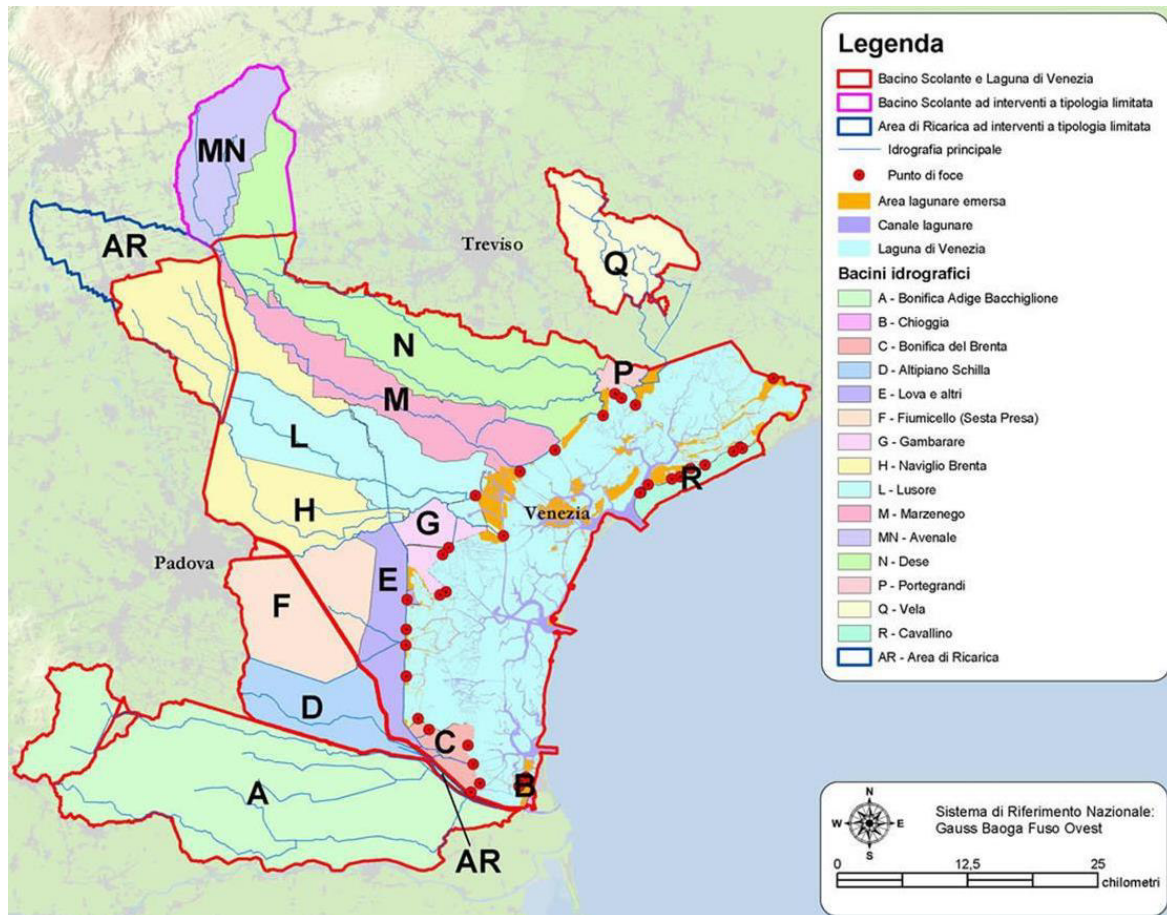 MN
AR
Treviso
Q
N
P
M
L
R
Venezia
H
G
Padova
E
F
D
C
B
A
AR
Legenda
Bacino Scolante e Laguna di Venezia
Bacino Scolante ad interventi a tipologia limitata
Area di Ricarica ad interventi a tipologia limitata
Idrografia principale
Punto di foce
Area lagunare emersa
Canale lagunare
Laguna di Venezia
Bacini idrografici
A - Bonifica Adige Bacchiglione
B - Chioggia
C - Bonifica del Brenta
D - Altipiano Schilla
E - Lova e altri
F - Fiumicello (Sesta Presa)
G - Gambarare
H - Naviglio Brenta
L - Lusore
M - Marzenego
MN - Avenale
N - Dese
P - Portegrandi
Q - Vela
R - Cavallino
AR - Area di Ricarica
N
W E
S
Sistema di Riferimento Nazionale:
Gauss Baoga Fuso Ovest
0 12,5 25
chilometri